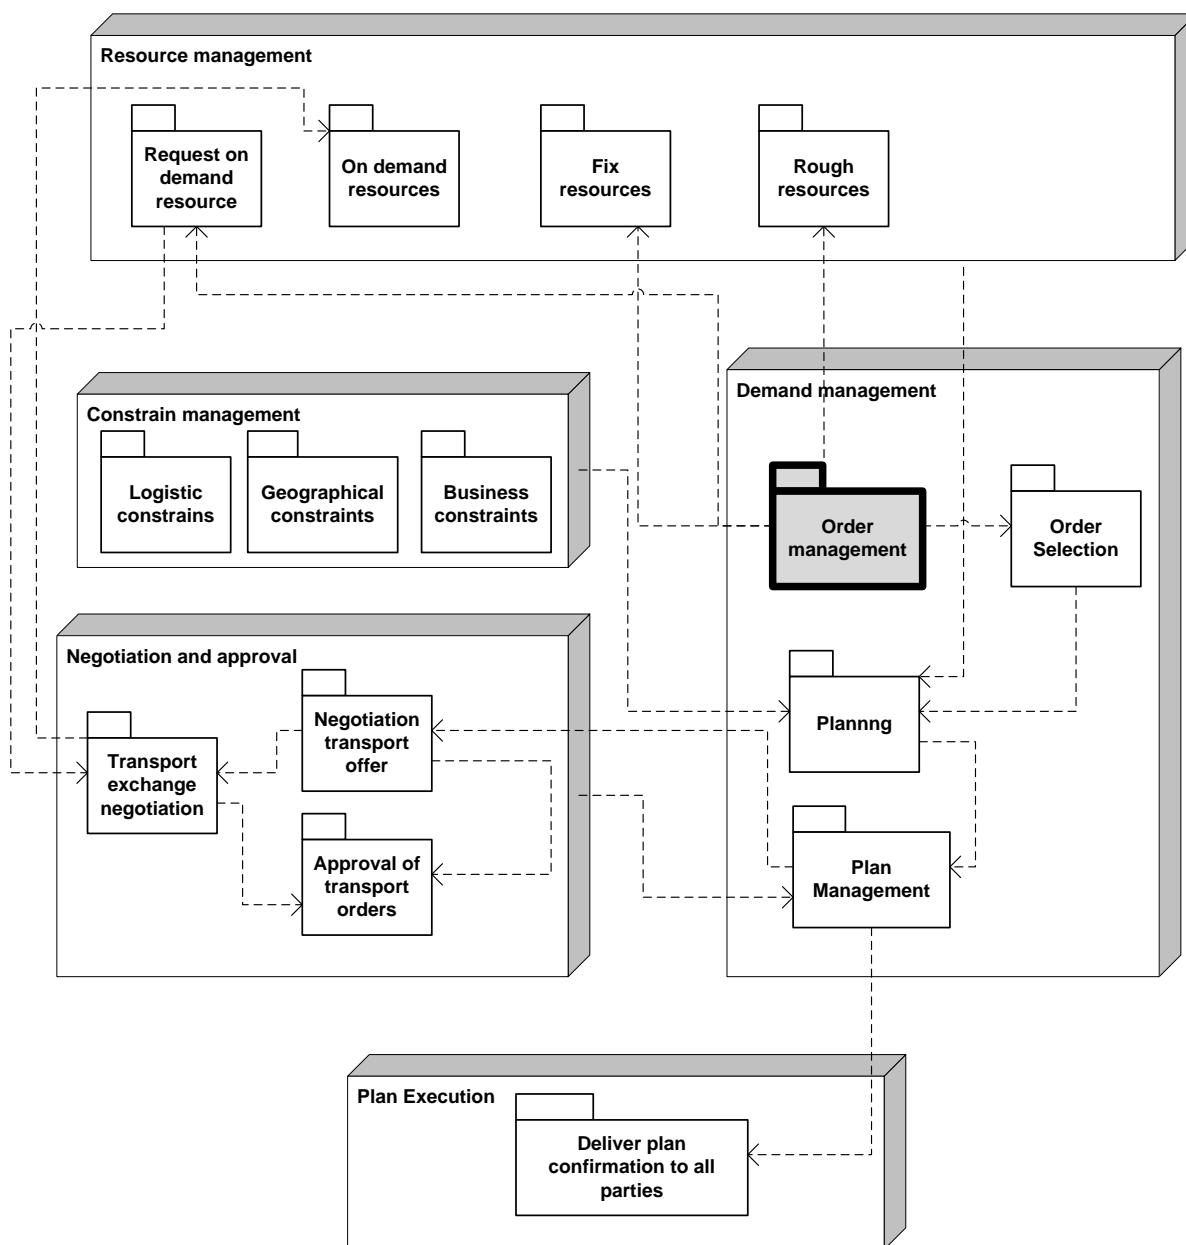 Resource management
Request on
demand
resource
On demand
resources
Fix
resources
Rough
resources
Constrain management
Logistic
constrains
Geographical
constraints
Business
constraints
Demand management
Order
management
Order
Selection
Plannng
Plan
Management
Negotiation and approval
Negotiation
transport
offer
Transport
exchange
negotiation
Approval of
transport
orders
Plan Execution
Deliver plan
confirmation to all
parties